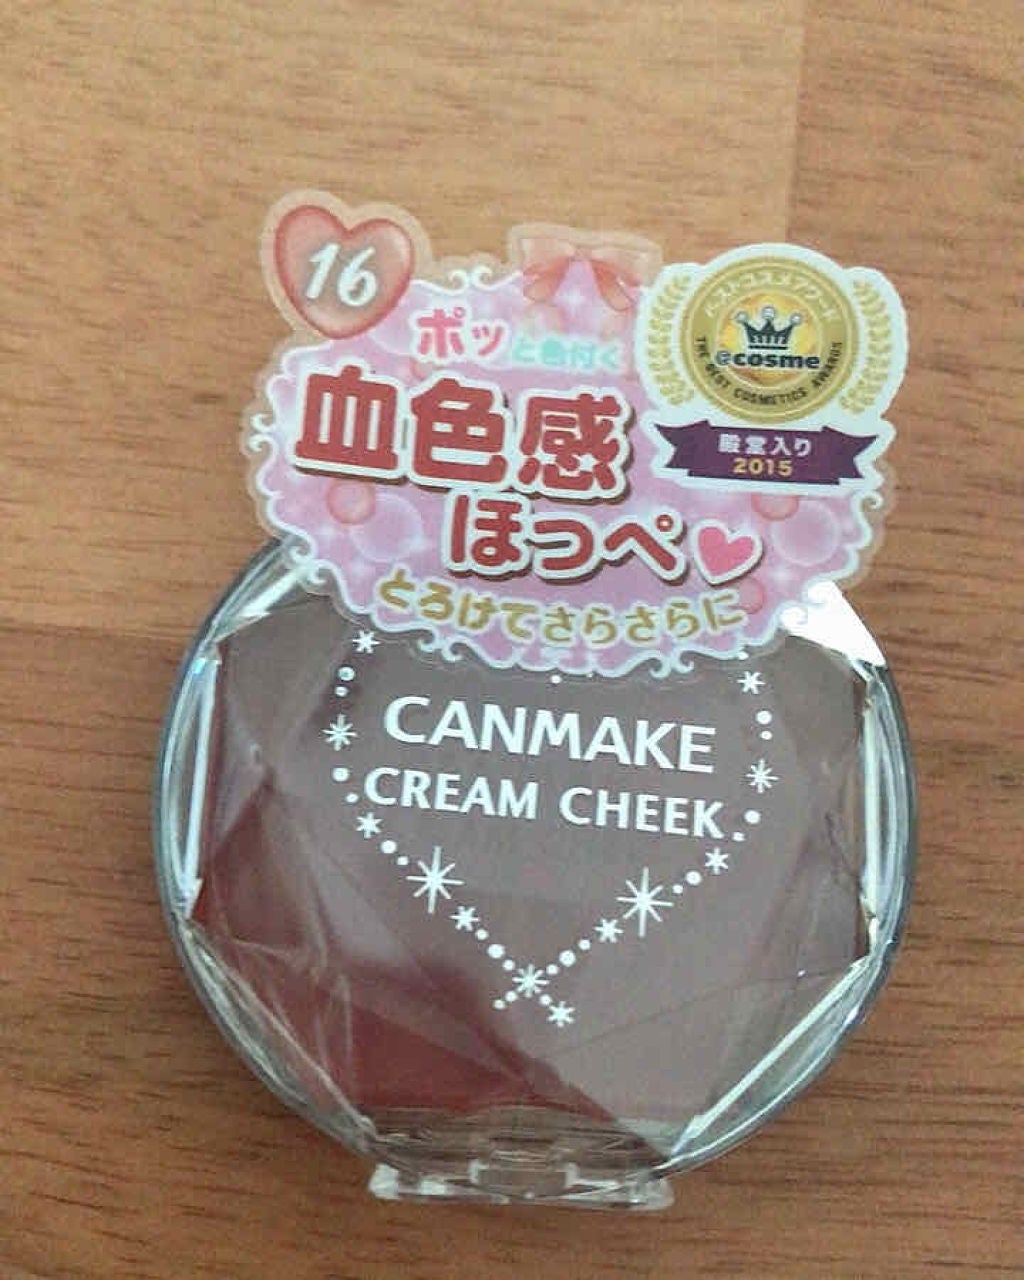 16
ポッと色付く
血色感
ほっぺ
とろけてさらさらに
ベストコスメアワード
@cosme
THE BEST COSMETICS AWARDS
殿堂入り
2015
CANMAKE
CREAM CHEEK